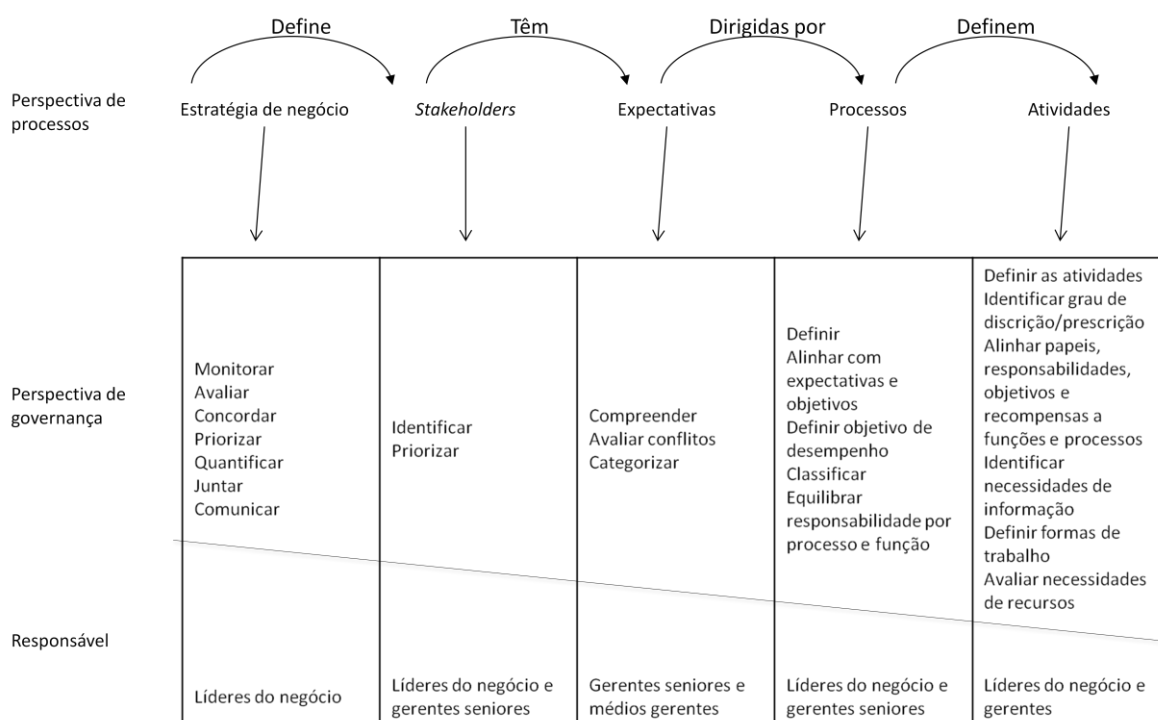 Define
Têm
Dirigidas por
Definem
Perspectiva de
processos
Estratégia de negócio
Stakeholders
Expectativas
Processos
Atividades
Perspectiva de
governança
Monitorar
Avaliar
Concordar
Priorizar
Quantificar
Juntar
Comunicar
Identificar
Priorizar
Compreender
Avaliar conflitos
Categorizar
Definir
Alinhar com
expectativas e
objetivos
Definir objetivo de
desempenho
Classificar
Equilibrar
responsabilidade por
processo e função
Definir as atividades
Identificar grau de
discrição/prescrição
Alinhar papeis,
responsabilidades,
objetivos e
recompensas a
funções e processos
Identificar
necessidades de
informação
Definir formas de
trabalho
Avaliar necessidades
de recursos
Responsável
Líderes do negócio
Líderes do negócio e
gerentes seniores
Gerentes seniores e
médios gerentes
Líderes do negócio e
gerentes seniores
Líderes do negócio e
gerentes